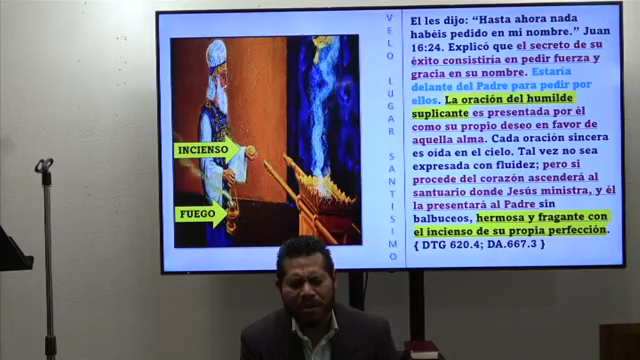 INCIENSO
FUEGO
VELO LUGAR SANTISIMO
El les dijo: “Hasta ahora nada
habéis pedido en mi nombre.” Juan
16:24. Explicó que el secreto de su
éxito consistiría en pedir fuerza y
gracia en su nombre. Estaría
delante del Padre para pedir por
ellos. La oración del humilde
suplicante es presentada por él
como su propio deseo en favor de
aquella alma. Cada oración sincera
es oída en el cielo. Tal vez no sea
expresada con fluidez; pero si
procede del corazón ascenderá al
santuario donde Jesús ministra, y él
la presentará al Padre sin
balbuceos, hermosa y fragante con
el incienso de su propia perfección.
{ DTG 620.4; DA.667.3 }